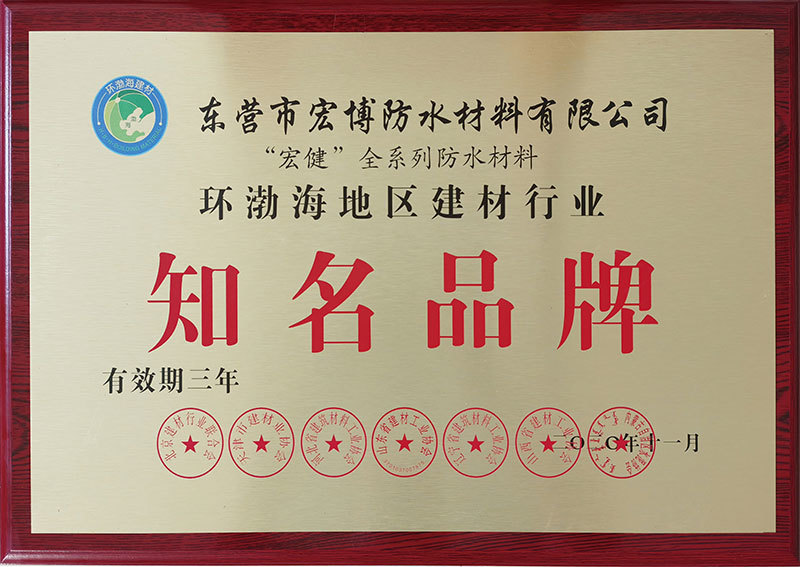 环渤海建材
东营市宏博防水材料有限公司
“宏健”全系列防水材料
环渤海地区建材行业
知名品牌
有效期三年
北京建材行业联合会
天津市建材业协会
河北省建筑材料工业协会
山东省建材工业协会
辽宁省建筑材料工业协会
山西省建材工业协会
年十一月